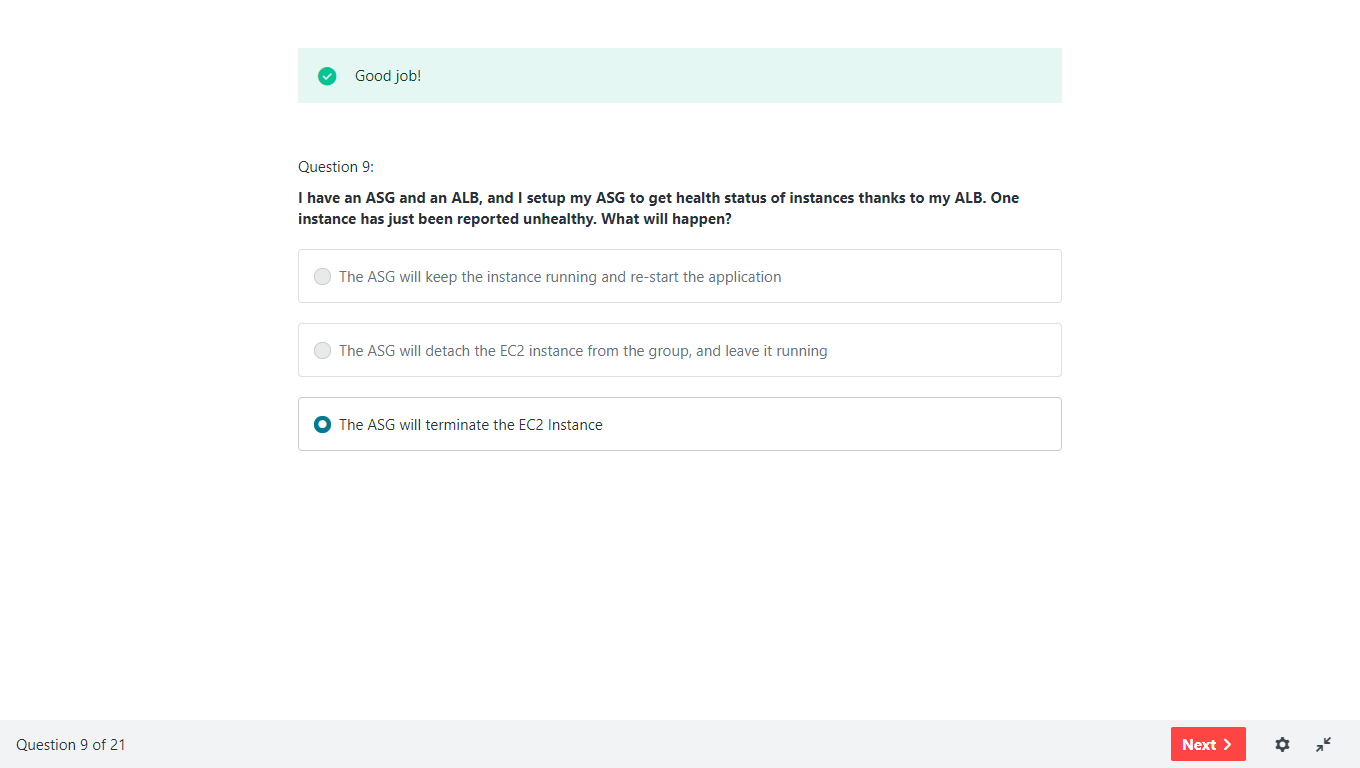 Good job!
Question 9:
I have an ASG and an ALB, and I setup my ASG to get health status of instances thanks to my ALB. One
instance has just been reported unhealthy. What will happen?
The ASG will keep the instance running and re-start the application
The ASG will detach the EC2 instance from the group, and leave it running
The ASG will terminate the EC2 Instance
Question 9 of 21
Next